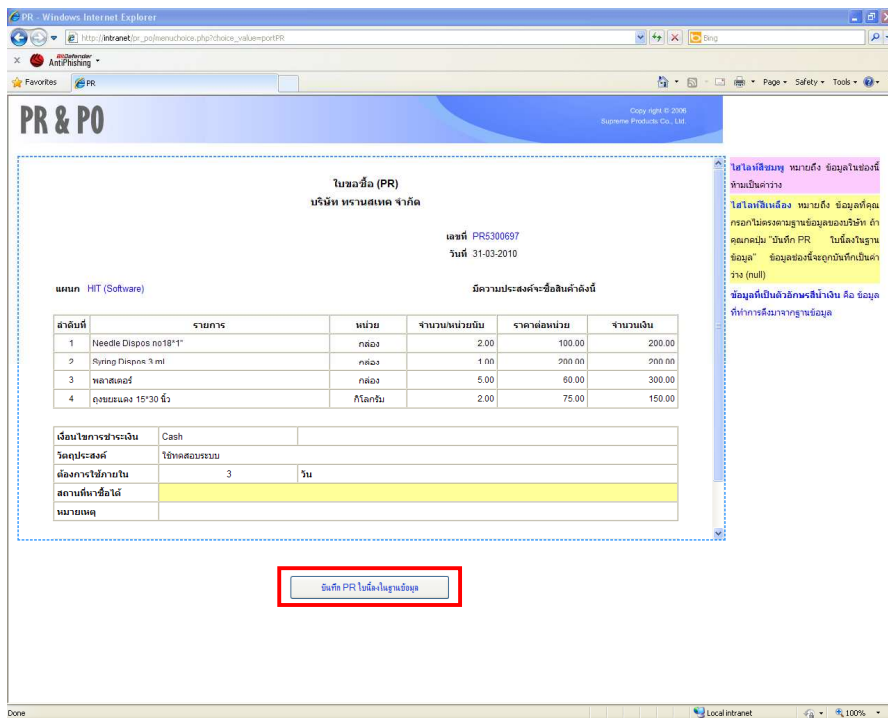 PR - Windows Internet Explorer
http://intranet/pr_po/menuchoice.php?choice_value=portPR
Bing
x BitDefender AntiPhishing
Favorites PR Page Safety Tools
PR & PO
Copy right © 2006
Supreme Products Co., Ltd.
ใบขอซื้อ (PR)
บริษัท ทรานสเทค จำกัด
เลขที่ PR5300697
วันที่ 31-03-2010
แผนก HIT (Software) มีความประสงค์จะซื้อสินค้าดังนี้
ลำดับที่ รายการ หน่วย จำนวน/หน่วยนับ ราคาต่อหน่วย จำนวนเงิน
1 Needle Dispos no18*1" กล่อง 2.00 100.00 200.00
2 Syring Dispos 3 ml กล่อง 1.00 200.00 200.00
3 พลาสเตอร์ กล่อง 5.00 60.00 300.00
4 ถุงขยะแดง 15*30 นิ้ว กิโลกรัม 2.00 75.00 150.00
เงื่อนไขการชำระเงิน Cash
วัตถุประสงค์ ใช้ทดสอบระบบ
ต้องการใช้ภายใน 3 วัน
สถานที่หาซื้อได้
หมายเหตุ
บันทึก PR ใบนี้ลงในฐานข้อมูล
ไฮไลท์สีชมพู หมายถึง ข้อมูลในช่องนี้
ห้ามเป็นค่าว่าง
ไฮไลท์สีเหลือง หมายถึง ข้อมูลที่คุณ
กรอกไม่ตรงตามฐานข้อมูลของบริษัท ถ้า
คุณกดปุ่ม "บันทึก PR ใบนี้ลงในฐาน
ข้อมูล" ข้อมูลช่องนี้จะถูกบันทึกเป็นค่า
ว่าง (null)
ข้อมูลที่เป็นตัวอักษรสีน้ำเงิน คือ ข้อมูล
ที่ทำการดึงมาจากฐานข้อมูล
Done Local intranet 100%